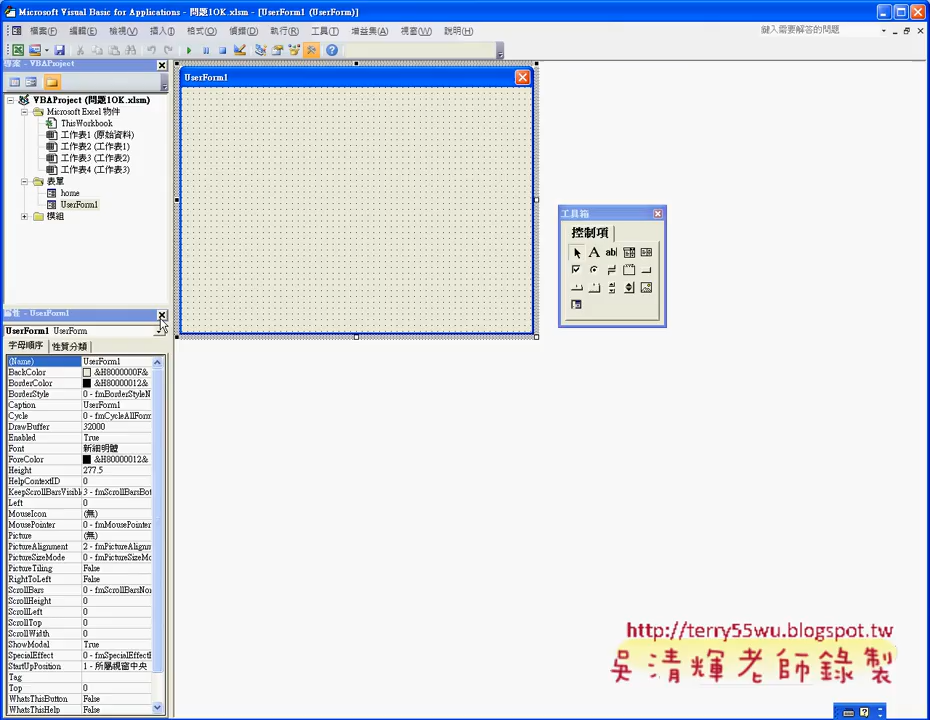 Microsoft Visual Basic for Applications - 問題1OK.xlsm - [UserForm1 (UserForm)]
檔案(F) 編輯(E) 檢視(V) 插入(I) 格式(O) 偵錯(D) 執行(R) 工具(T) 增益集(A) 視窗(W) 說明(H)
鍵入需要解答的問題
專案 - VBAProject
VBAProject (問題1OK.xlsm)
Microsoft Excel 物件
ThisWorkbook
工作表1 (原始資料)
工作表2 (工作表1)
工作表3 (工作表2)
工作表4 (工作表3)
表單
home
UserForm1
模組
UserForm1
工具箱
控制項
A abl
屬性 - UserForm1
UserForm1 UserForm
字母順序 性質分類
(Name) UserForm1
BackColor &H8000000F&
BorderColor &H80000012&
BorderStyle 0 - fmBorderStyleN
Caption UserForm1
Cycle 0 - fmCycleAllForm
DrawBuffer 32000
Enabled True
Font 新細明體
ForeColor &H80000012&
Height 277.5
HelpContextID 0
KeepScrollBarsVisibl 3 - fmScrollBarsBot
Left 0
MouseIcon (無)
MousePointer 0 - fmMousePointer
Picture (無)
PictureAlignment 2 - fmPictureAlignm
PictureSizeMode 0 - fmPictureSizeMo
PictureTiling False
RightToLeft False
ScrollBars 0 - fmScrollBarsNon
ScrollHeight 0
ScrollLeft 0
ScrollTop 0
ScrollWidth 0
ShowModal True
SpecialEffect 0 - fmSpecialEffectF
StartUpPosition 1 - 所屬視窗中央
Tag
Top 0
WhatsThisButton False
WhatsThisHelp False
http://terry55wu.blogspot.tw
吳清輝老師錄製